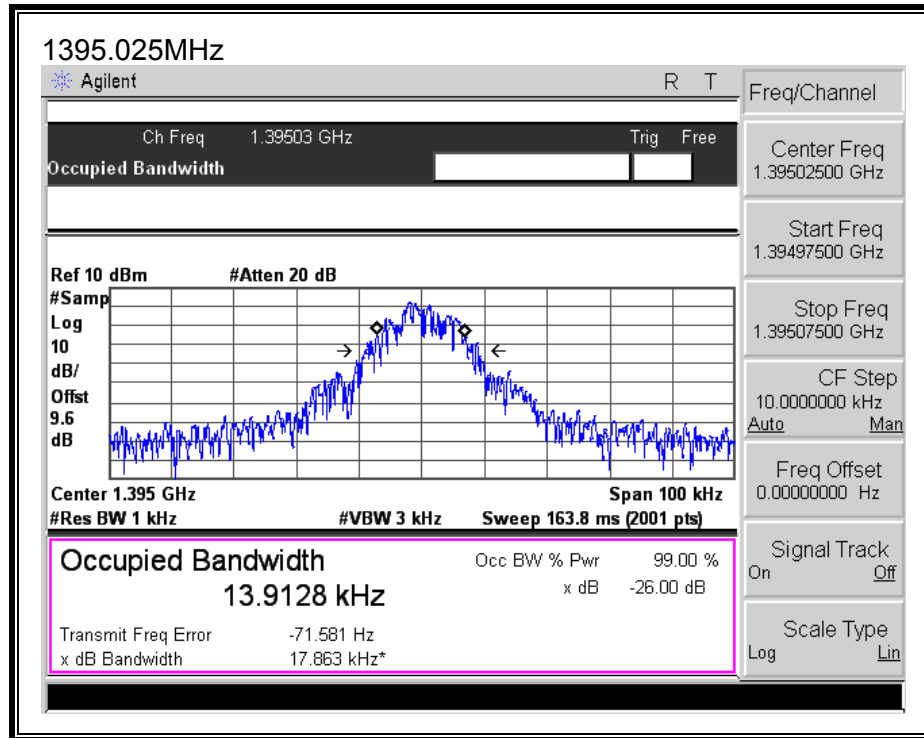 1395.025MHz
Agilent R T
Freq/Channel
Ch Freq 1.39503 GHz Trig Free
Occupied Bandwidth
Center Freq
1.39502500 GHz
Start Freq
1.39497500 GHz
Stop Freq
1.39507500 GHz
CF Step
10.0000000 kHz
Auto Man
Freq Offset
0.00000000 Hz
Signal Track
On Off
Scale Type
Log Lin
Ref 10 dBm #Atten 20 dB
#Samp
Log
10
dB/
Offst
9.6
dB
Center 1.395 GHz Span 100 kHz
#Res BW 1 kHz #VBW 3 kHz Sweep 163.8 ms (2001 pts)
Occupied Bandwidth
13.9128 kHz
Occ BW % Pwr 99.00 %
x dB -26.00 dB
Transmit Freq Error -71.581 Hz
x dB Bandwidth 17.863 kHz*